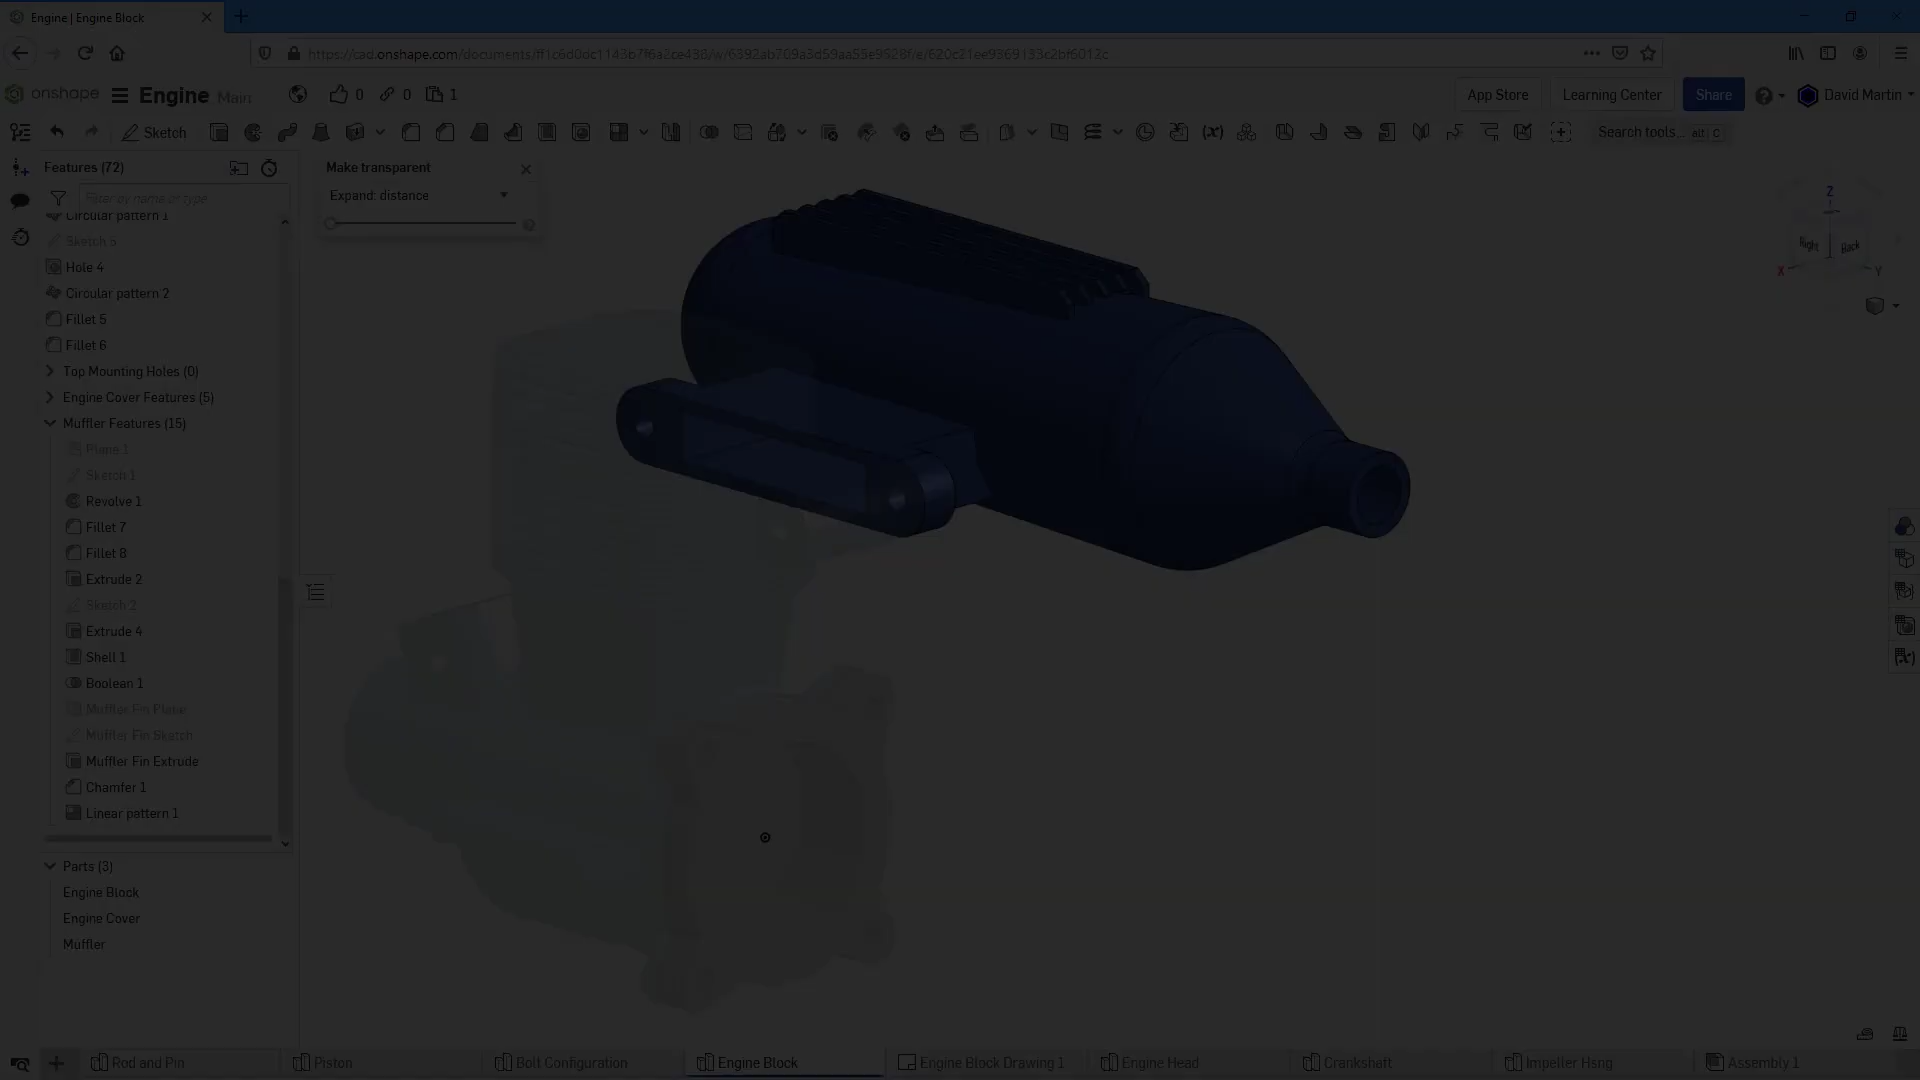 Engine | Engine Block
https://cad.onshape.com/documents/ff1c6d0dc1143b7f6a2ce438/w/6392ab709a3d59aa55e9528f/e/620c21ee9369133c2bf6012c
onshape Engine Main 0 0 1 App Store Learning Center Share David Martin
Sketch Search tools... alt C
Features (72)
Filter by name or type
Circular pattern 1
Sketch 5
Hole 4
Circular pattern 2
Fillet 5
Fillet 6
Top Mounting Holes (0)
Engine Cover Features (5)
Muffler Features (15)
Plane 1
Sketch 1
Revolve 1
Fillet 7
Fillet 8
Extrude 2
Sketch 2
Extrude 4
Shell 1
Boolean 1
Muffler Fin Plane
Muffler Fin Sketch
Muffler Fin Extrude
Chamfer 1
Linear pattern 1
Parts (3)
Engine Block
Engine Cover
Muffler
Make transparent
Expand: distance
Z
Right Back
X Y
Rod and Pin Piston Bolt Configuration Engine Block Engine Block Drawing 1 Engine Head Crankshaft Impeller Hsng Assembly 1